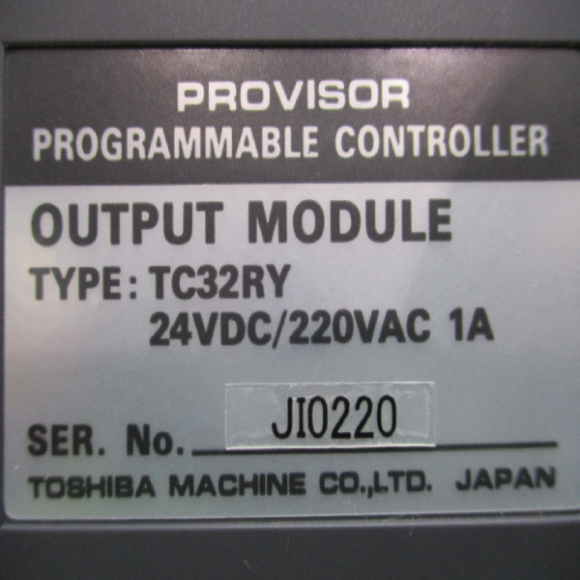 PROVISOR
PROGRAMMABLE CONTROLLER
OUTPUT MODULE
TYPE: TC32RY
24VDC/220VAC 1A
SER. No. JI0220
TOSHIBA MACHINE CO.,LTD. JAPAN